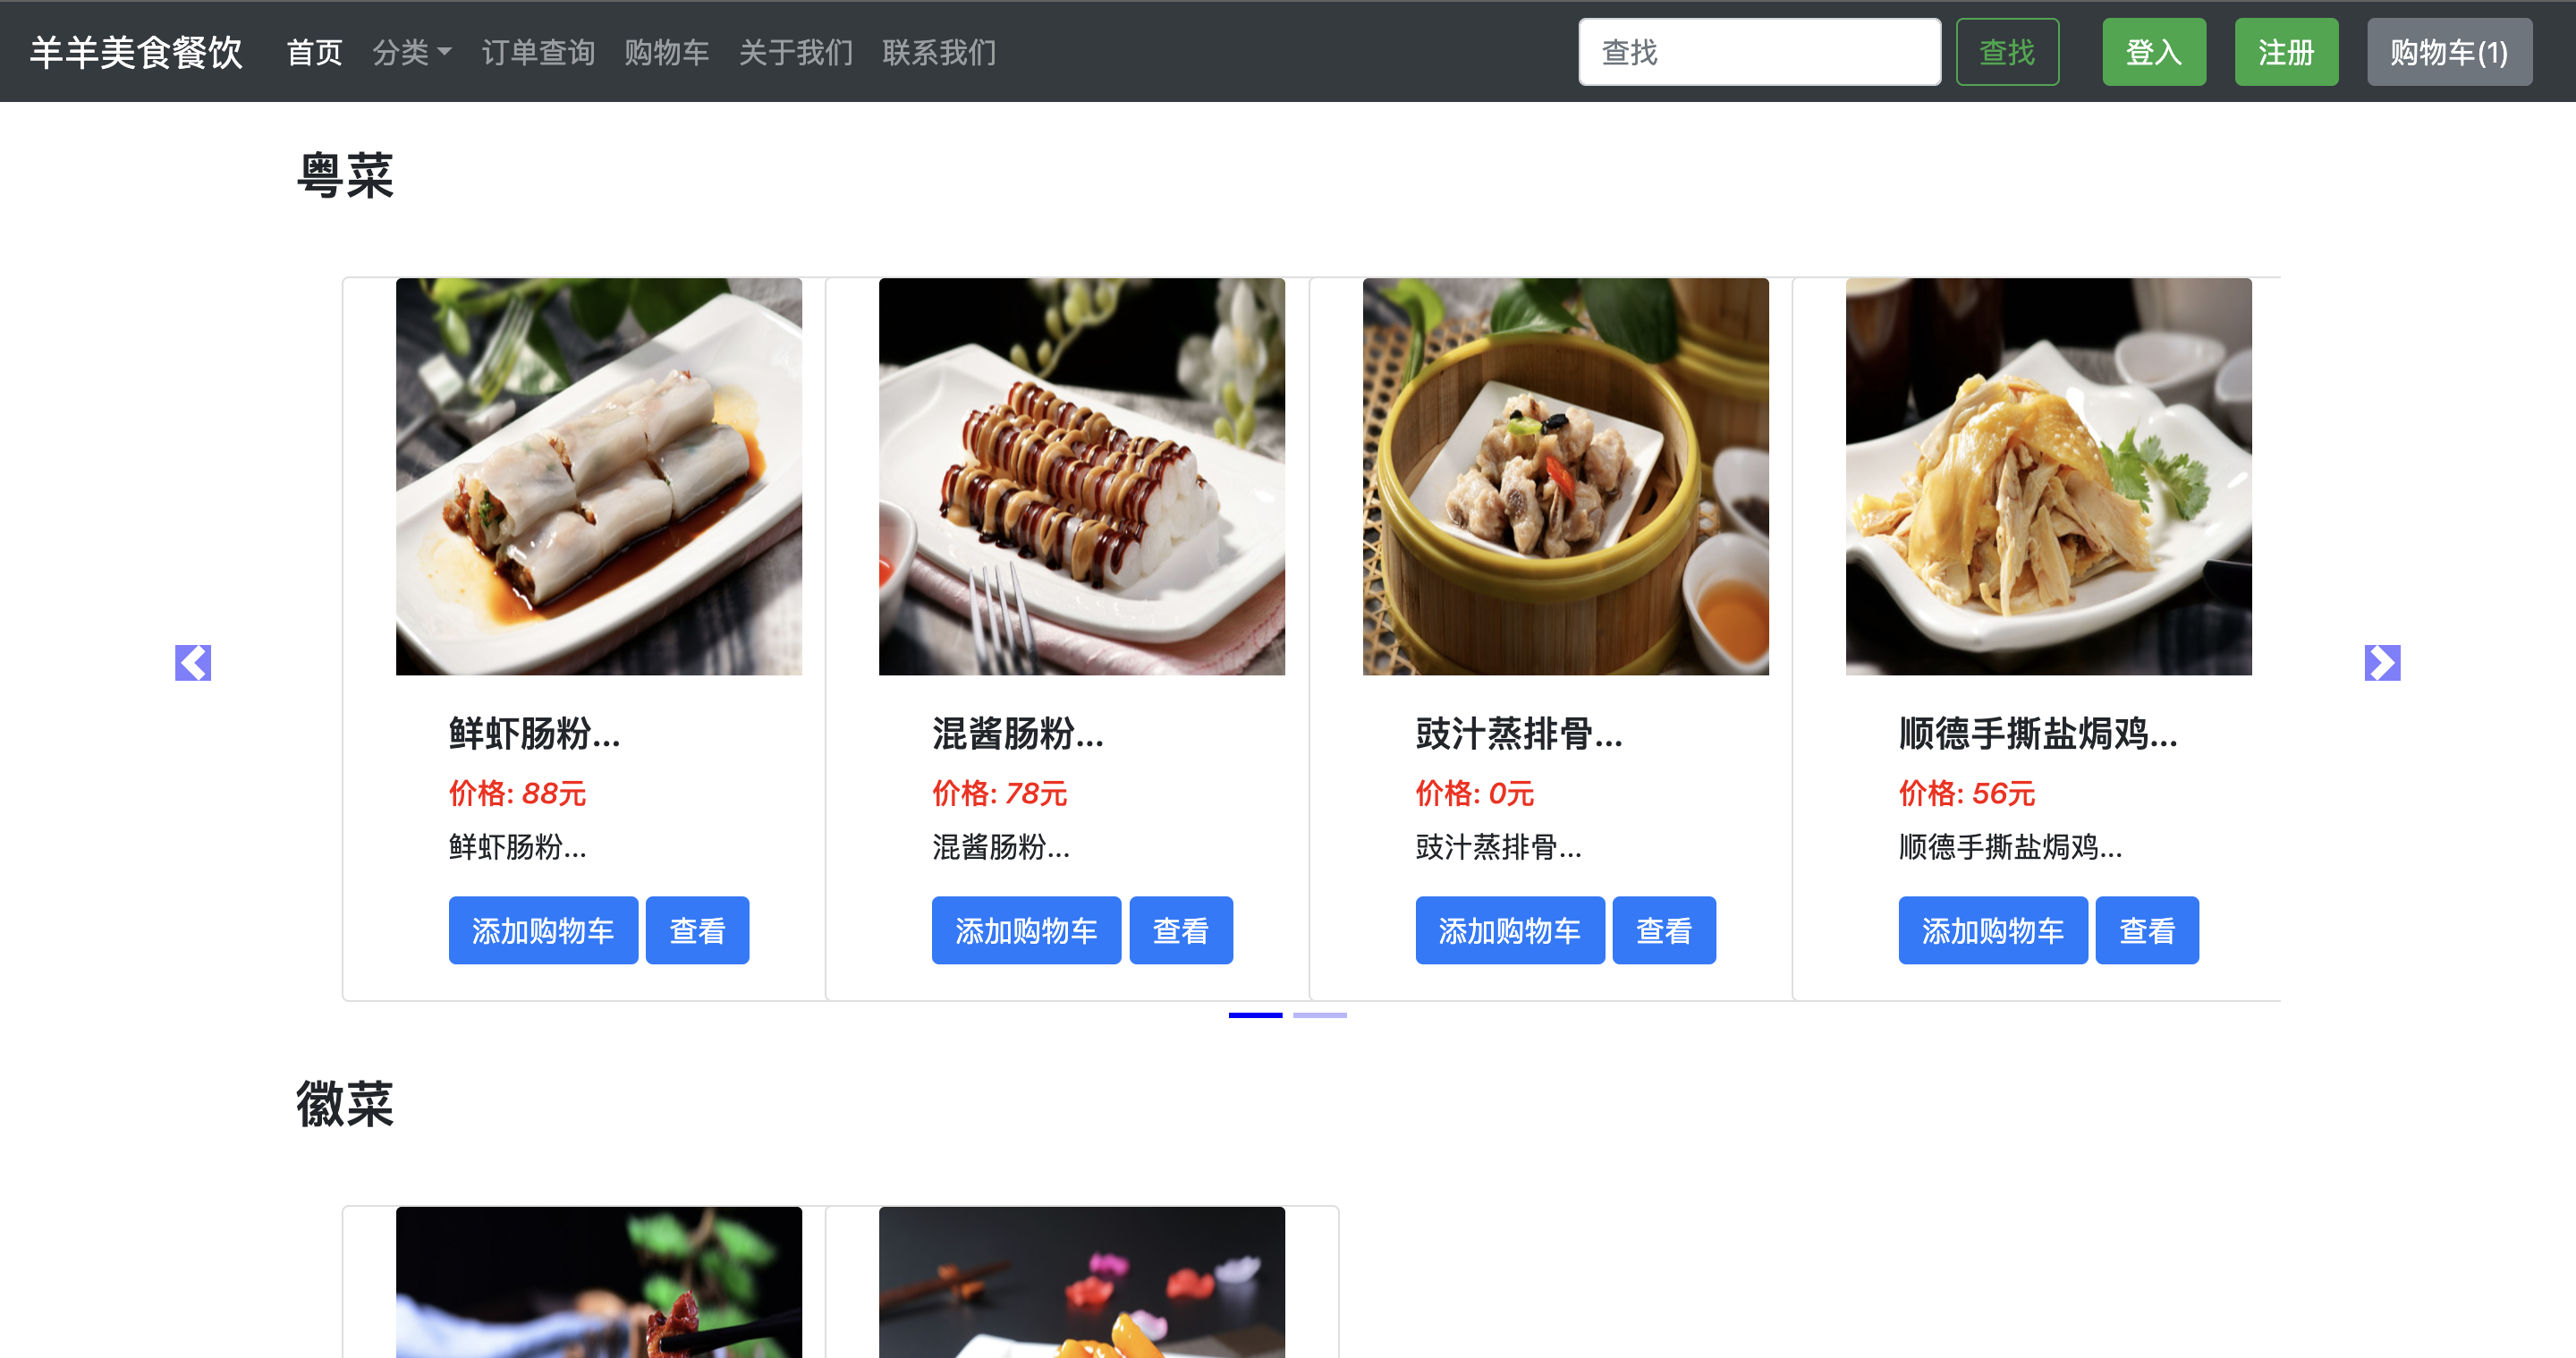 羊羊美食餐饮 首页 分类 订单查询 购物车 关于我们 联系我们 查找 查找 登入 注册 购物车(1)
粤菜
鲜虾肠粉... 混酱肠粉... 豉汁蒸排骨... 顺德手撕盐焗鸡...
价格: 88元 价格: 78元 价格: 0元 价格: 56元
鲜虾肠粉... 混酱肠粉... 豉汁蒸排骨... 顺德手撕盐焗鸡...
添加购物车 查看 添加购物车 查看 添加购物车 查看 添加购物车 查看
徽菜